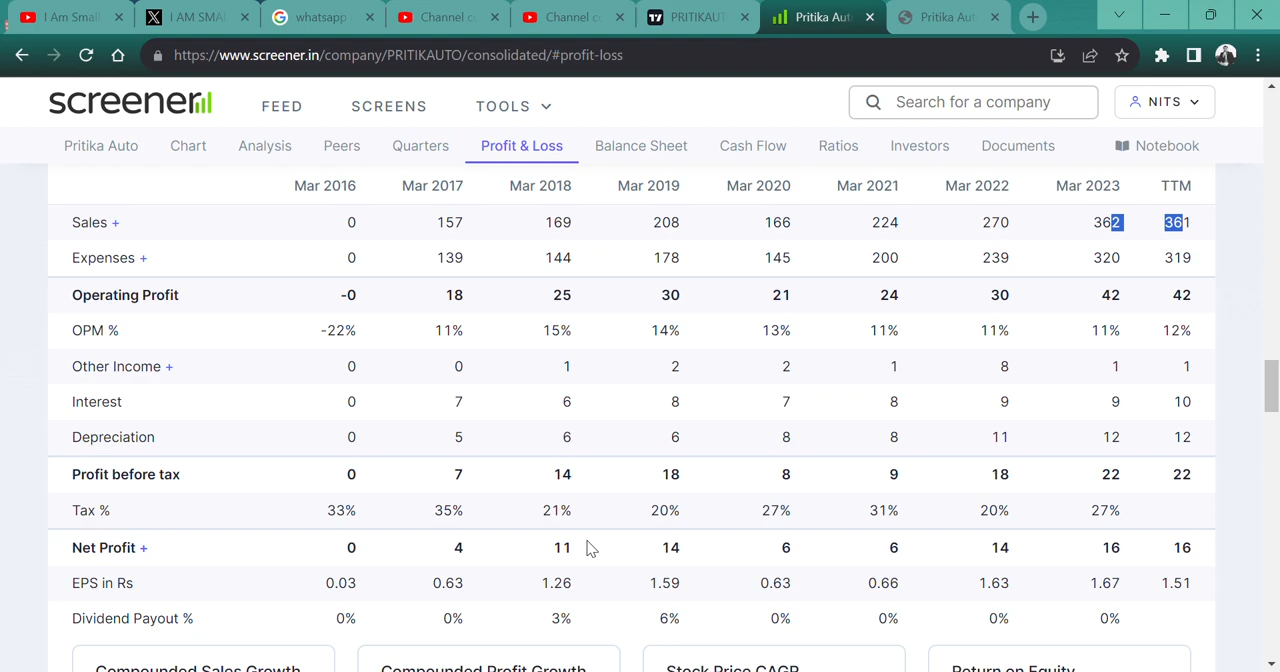 I am Small
I AM SMA
whatsapp
Channel c
Channel co
PRITIKAUT
Pritika Aut
Pritika Aut
https://www.screener.in/company/PRITIKAUTO/consolidated/#profit-loss
screener
FEED SCREENS TOOLS
Search for a company
NITS
Pritika Auto Chart Analysis Peers Quarters Profit & Loss Balance Sheet Cash Flow Ratios Investors Documents Notebook
Mar 2016 Mar 2017 Mar 2018 Mar 2019 Mar 2020 Mar 2021 Mar 2022 Mar 2023 TTM
Sales + 0 157 169 208 166 224 270 362 361
Expenses + 0 139 144 178 145 200 239 320 319
Operating Profit -0 18 25 30 21 24 30 42 42
OPM % -22% 11% 15% 14% 13% 11% 11% 11% 12%
Other Income + 0 0 1 2 2 1 8 1 1
Interest 0 7 6 8 7 8 9 9 10
Depreciation 0 5 6 6 8 8 11 12 12
Profit before tax 0 7 14 18 8 9 18 22 22
Tax % 33% 35% 21% 20% 27% 31% 20% 27%
Net Profit + 0 4 11 14 6 6 14 16 16
EPS in Rs 0.03 0.63 1.26 1.59 0.63 0.66 1.63 1.67 1.51
Dividend Payout % 0% 0% 3% 6% 0% 0% 0% 0%
Compounded Sales Growth Compounded Profit Growth Stock Price CAGR Return on Equity